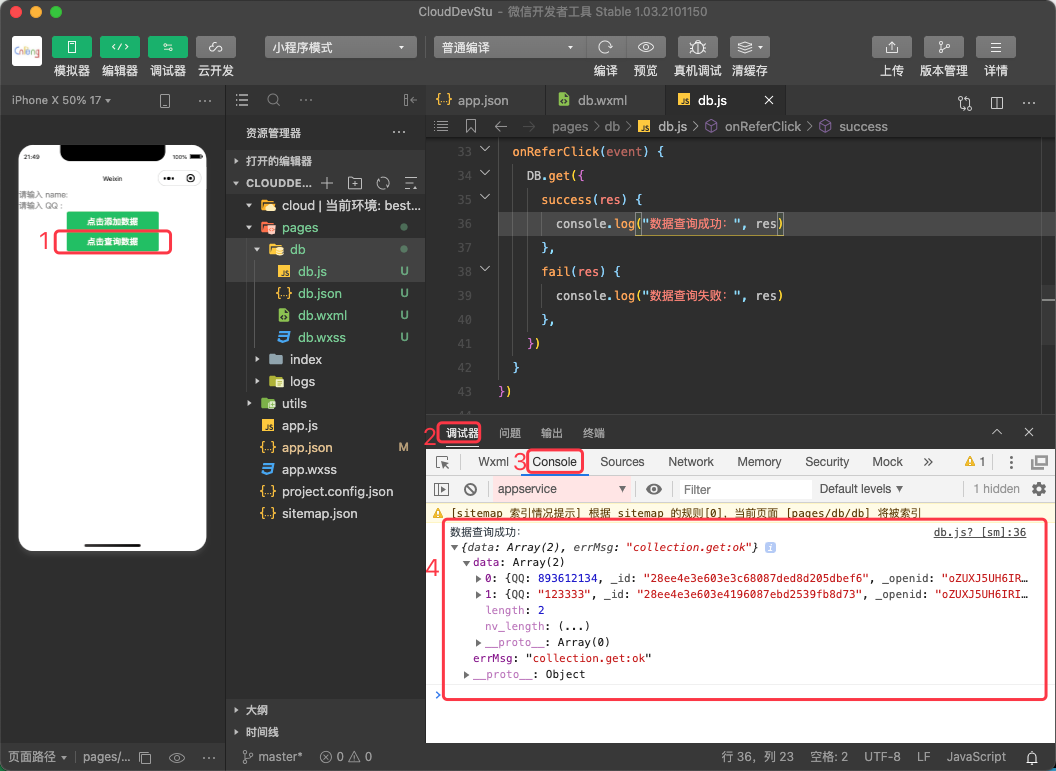 CloudDevStu - 微信开发者工具 Stable 1.03.2101150
模拟器 编辑器 调试器 云开发
小程序模式
普通编译
编译 预览 真机调试 清缓存
上传 版本管理 详情
iPhone X 50% 17
21:49 100%
Weixin
请输入 name:
请输入 QQ :
点击添加数据
1
点击查询数据
资源管理器
打开的编辑器
CLOUDDE...
cloud | 当前环境: best...
pages
db
db.js U
db.json U
db.wxml U
db.wxss U
index
logs
utils
app.js
app.json M
app.wxss
project.config.json
sitemap.json
大纲
时间线
app.json db.wxml db.js
pages > db > db.js > onReferClick > success
33 onReferClick(event) {
34 DB.get({
35 success(res) {
36 console.log("数据查询成功：", res)
37 },
38 fail(res) {
39 console.log("数据查询失败：", res)
40 },
41 })
42 }
43 })
44
2
调试器 问题 输出 终端
3
Wxml Console Sources Network Memory Security Mock » 1
appservice Filter Default levels 1 hidden
[sitemap 索引情况提示] 根据 sitemap 的规则[0]，当前页面 [pages/db/db] 将被索引
4
数据查询成功： db.js? [sm]:36
{data: Array(2), errMsg: "collection.get:ok"}
data: Array(2)
0: {QQ: 893612134, _id: "28ee4e3e603e3c68087ded8d205dbef6", _openid: "oZUXJ5UH6IR…
1: {QQ: "123333", _id: "28ee4e3e603e4196087ebd2539fb8d73", _openid: "oZUXJ5UH6IRI…
length: 2
nv_length: (...)
__proto__: Array(0)
errMsg: "collection.get:ok"
__proto__: Object
>
页面路径 pages/...
master* 0 0
行 36，列 23 空格: 2 UTF-8 LF JavaScript